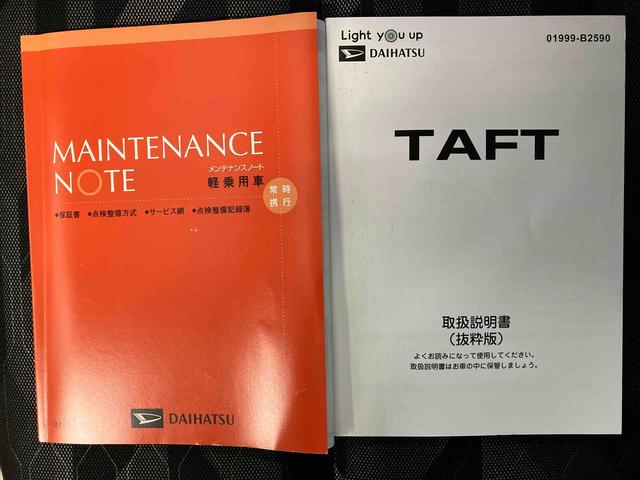 MAINTENANCE
NOTE
メンテナンスノート
軽乗用車
常時
携行
●保証書 ●点検整備方式 ●サービス網 ●点検整備記録簿
DAIHATSU
Light you up
DAIHATSU
01999-B2590
TAFT
取扱説明書
（抜粋版）
よくお読みになって使用してください。
取扱説明書はお車の中に保管しましょう。